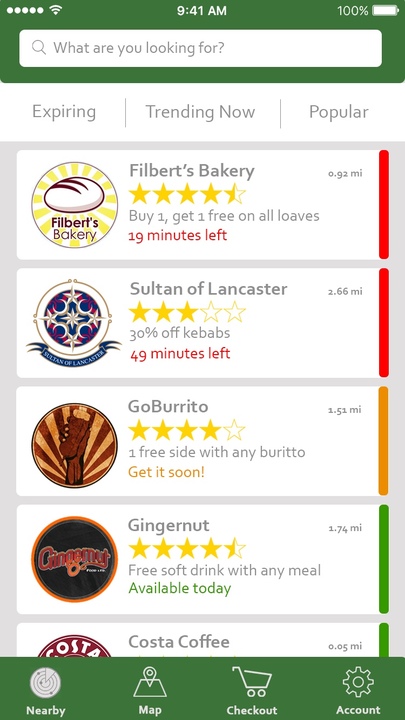 9:41 AM
100%
What are you looking for?
Expiring
Trending Now
Popular
Filbert's
Bakery
Filbert's Bakery
0.92 mi
Buy 1, get 1 free on all loaves
19 minutes left
SULTAN OF LANCASTER
Sultan of Lancaster
2.66 mi
30% off kebabs
49 minutes left
GoBurrito
1.51 mi
1 free side with any buritto
Get it soon!
Gingernut
Gingernut
1.74 mi
Free soft drink with any meal
Available today
COSTA
Costa Coffee
0.05 mi
Nearby
Map
Checkout
Account